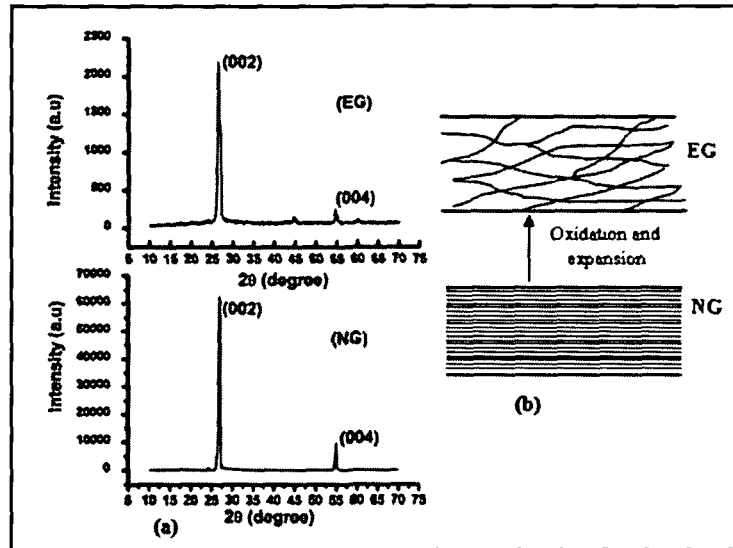 2500
2000
1500
1000
500
0
Intensity (a.u)
(002)
(EG)
(004)
5 10 15 20 25 30 35 40 45 50 55 60 65 70 75
2θ (degree)
70000
60000
50000
40000
30000
20000
10000
0
Intensity (a.u)
(002)
(NG)
(004)
5 10 15 20 25 30 35 40 45 50 55 60 65 70 75
2θ (degree)
(a)
EG
Oxidation and
expansion
NG
(b)